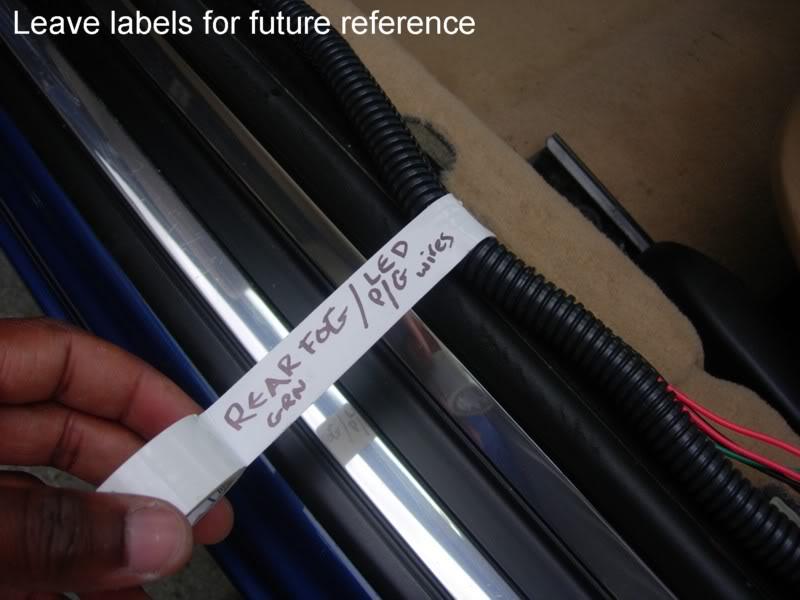 Leave labels for future reference
REAR FOG/LED
GRN P/G wires